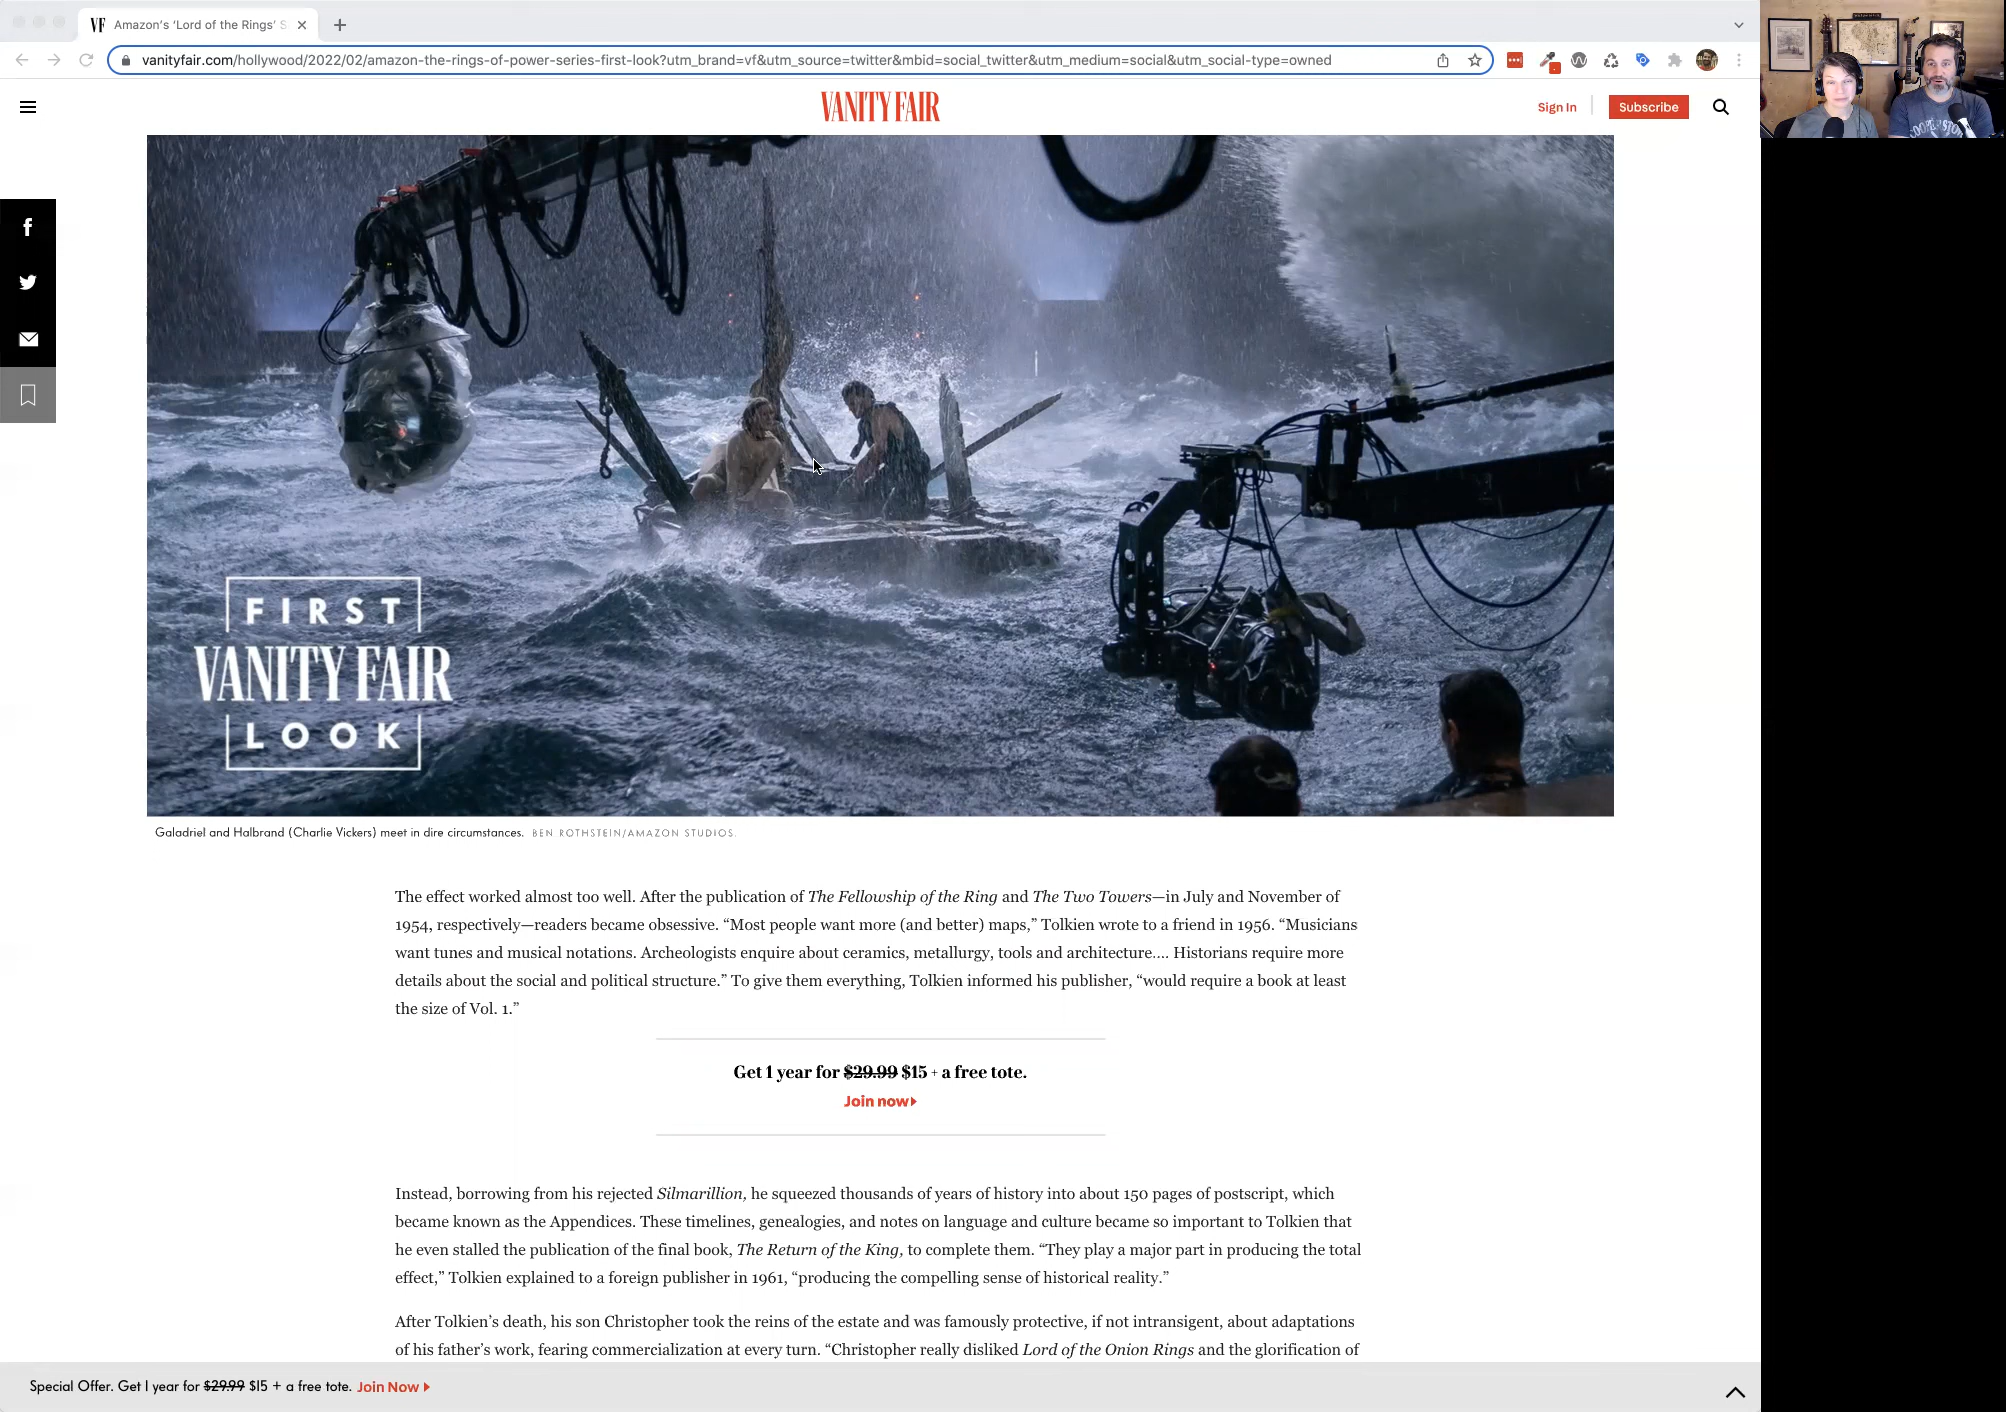 VF Amazon's 'Lord of the Rings' S
vanityfair.com/hollywood/2022/02/amazon-the-rings-of-power-series-first-look?utm_brand=vf&utm_source=twitter&mbid=social_twitter&utm_medium=social&utm_social-type=owned
VANITY FAIR
Sign In
Subscribe
FIRST
VANITY FAIR
LOOK
Galadriel and Halbrand (Charlie Vickers) meet in dire circumstances. BEN ROTHSTEIN/AMAZON STUDIOS.
The effect worked almost too well. After the publication of The Fellowship of the Ring and The Two Towers—in July and November of
1954, respectively—readers became obsessive. “Most people want more (and better) maps,” Tolkien wrote to a friend in 1956. “Musicians
want tunes and musical notations. Archeologists enquire about ceramics, metallurgy, tools and architecture.... Historians require more
details about the social and political structure.” To give them everything, Tolkien informed his publisher, “would require a book at least
the size of Vol. 1.”
Get 1 year for $29.99 $15 + a free tote.
Join now
Instead, borrowing from his rejected Silmarillion, he squeezed thousands of years of history into about 150 pages of postscript, which
became known as the Appendices. These timelines, genealogies, and notes on language and culture became so important to Tolkien that
he even stalled the publication of the final book, The Return of the King, to complete them. “They play a major part in producing the total
effect,” Tolkien explained to a foreign publisher in 1961, “producing the compelling sense of historical reality.”
After Tolkien’s death, his son Christopher took the reins of the estate and was famously protective, if not intransigent, about adaptations
of his father’s work, fearing commercialization at every turn. “Christopher really disliked Lord of the Onion Rings and the glorification of
Special Offer. Get 1 year for $29.99 $15 + a free tote. Join Now